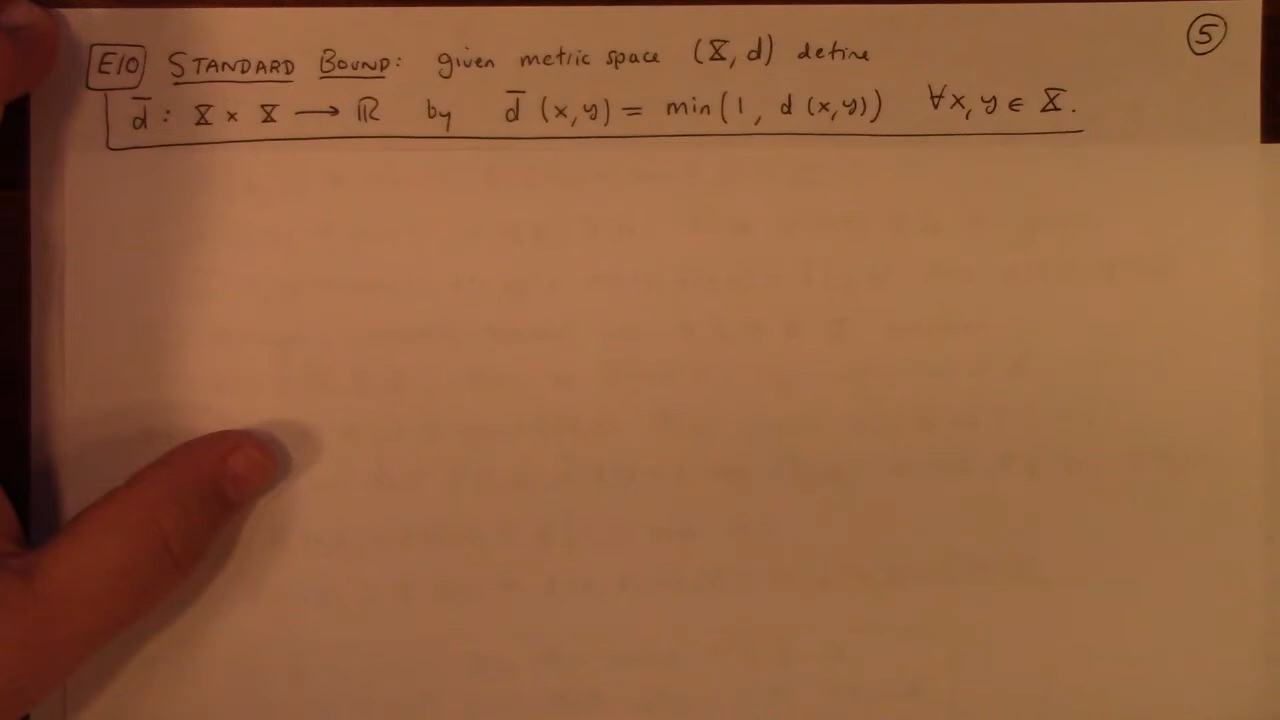 E10 STANDARD BOUND: given metric space (X, d) define
d̅ : X × X ⟶ ℝ by d̅ (x,y) = min(1, d (x,y)) ∀x, y ∈ X.
5